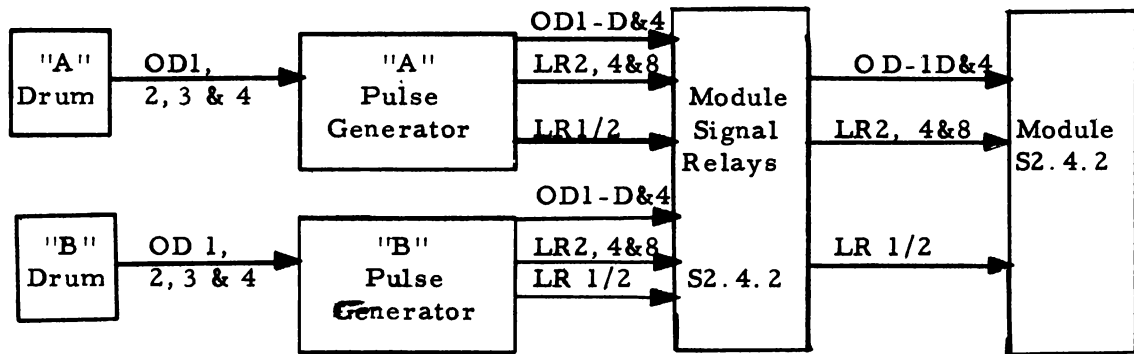 "A"
Drum
OD1,
2, 3 & 4
"A"
Pulse
Generator
OD1-D&4
LR2, 4&8
LR1/2
Module
Signal
Relays
S2.4.2
OD-1D&4
LR2, 4&8
LR 1/2
Module
S2.4.2
"B"
Drum
OD 1,
2, 3 & 4
"B"
Pulse
Generator
OD1-D&4
LR2, 4&8
LR 1/2